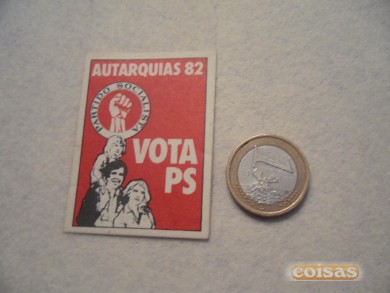 AUTARQUIAS 82
PARTIDO SOCIALISTA
VOTA
PS
coisas